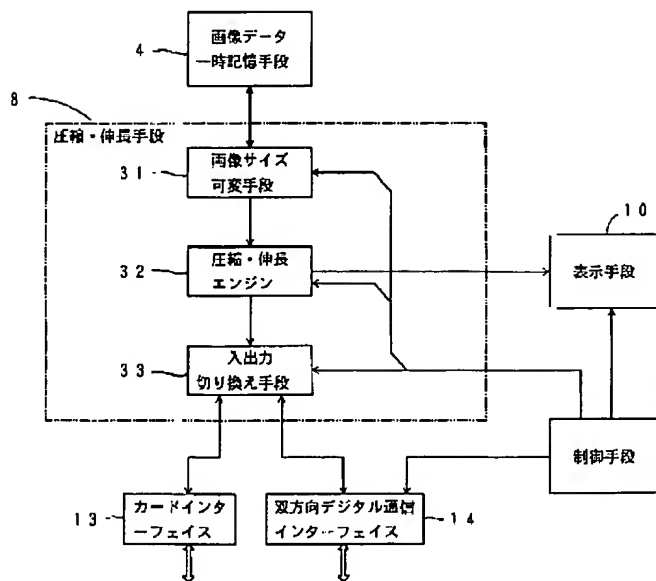 4
画像データ
一時記憶手段
8
圧縮・伸長手段
31
両像サイズ
可変手段
10
表示手段
32
圧縮・伸長
エンジン
33
入出力
切り換え手段
制御手段
13
カードインタ
ーフェイス
双方向デジタル通信
インターフェイス
14